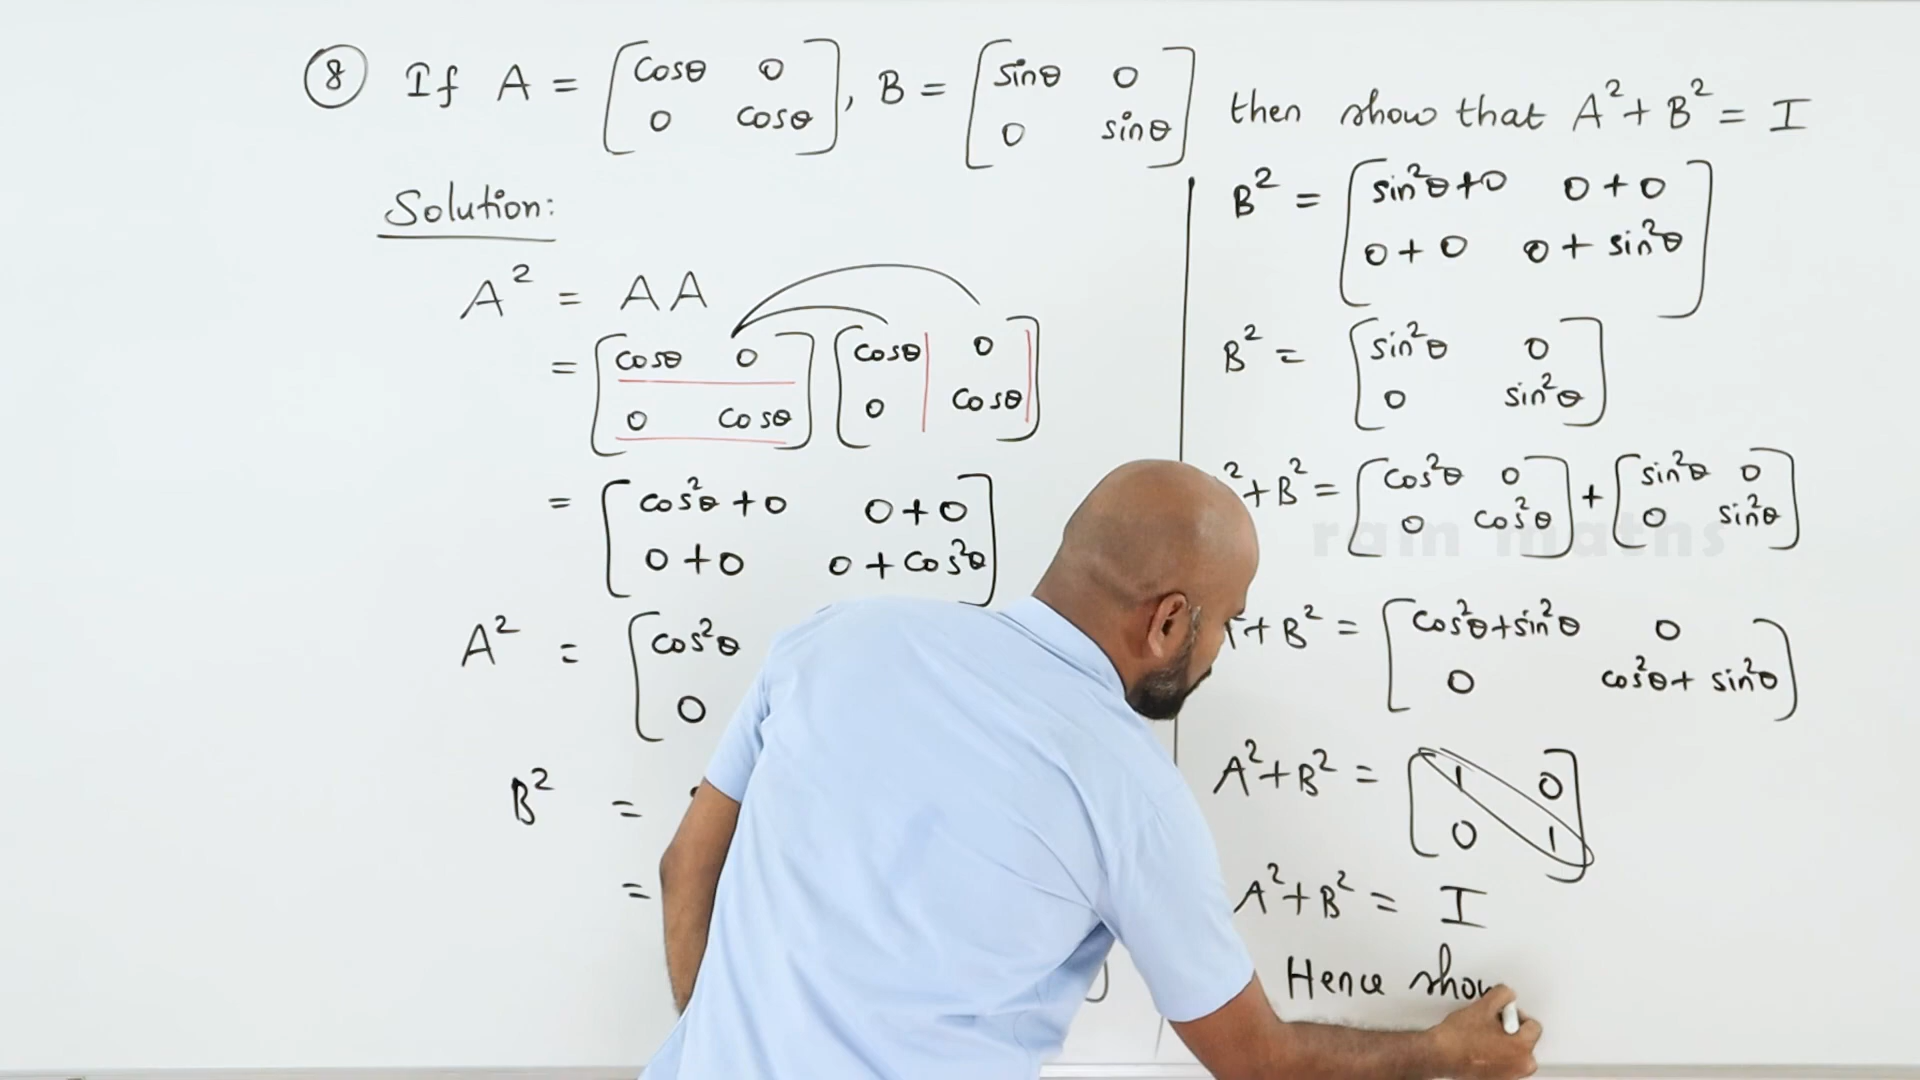 8 If A = [cosθ 0 0 cosθ], B = [sinθ 0 0 sinθ] then show that A²+B² = I
Solution:
A² = AA
= [cosθ 0 0 cosθ] [cosθ 0 0 cosθ]
= [cos²θ+0 0+0 0+0 0+cos²θ]
A² = [cos²θ 0
B² =
=
B² = [sin²θ+0 0+0 0+0 0+sin²θ]
B² = [sin²θ 0 0 sin²θ]
²+B² = [cos²θ 0 0 cos²θ] + [sin²θ 0 0 sin²θ]
+B² = [cos²θ+sin²θ 0 0 cos²θ+sin²θ]
A²+B² = [1 0 0 1]
A²+B² = I
Hence show
ram maths